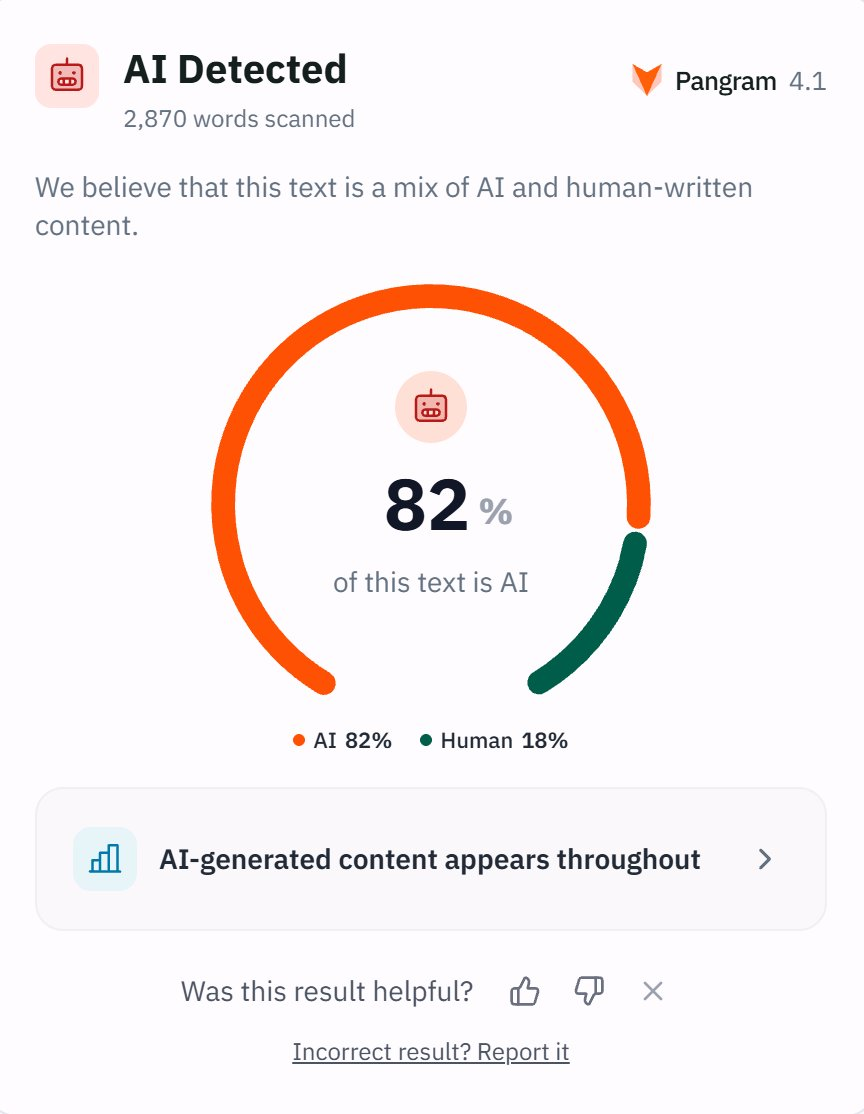 AI Detected
Pangram 4.1
2,870 words scanned
We believe that this text is a mix of AI and human-written
content.
82 %
of this text is AI
AI 82% Human 18%
AI-generated content appears throughout
Was this result helpful?
Incorrect result? Report it